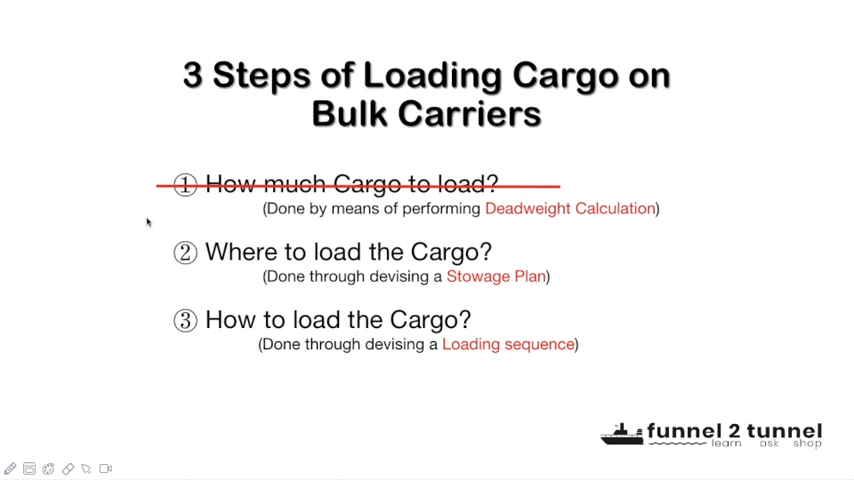 3 Steps of Loading Cargo on
Bulk Carriers
① How much Cargo to load?
(Done by means of performing Deadweight Calculation)
② Where to load the Cargo?
(Done through devising a Stowage Plan)
③ How to load the Cargo?
(Done through devising a Loading sequence)
funnel 2 tunnel
learn ask shop